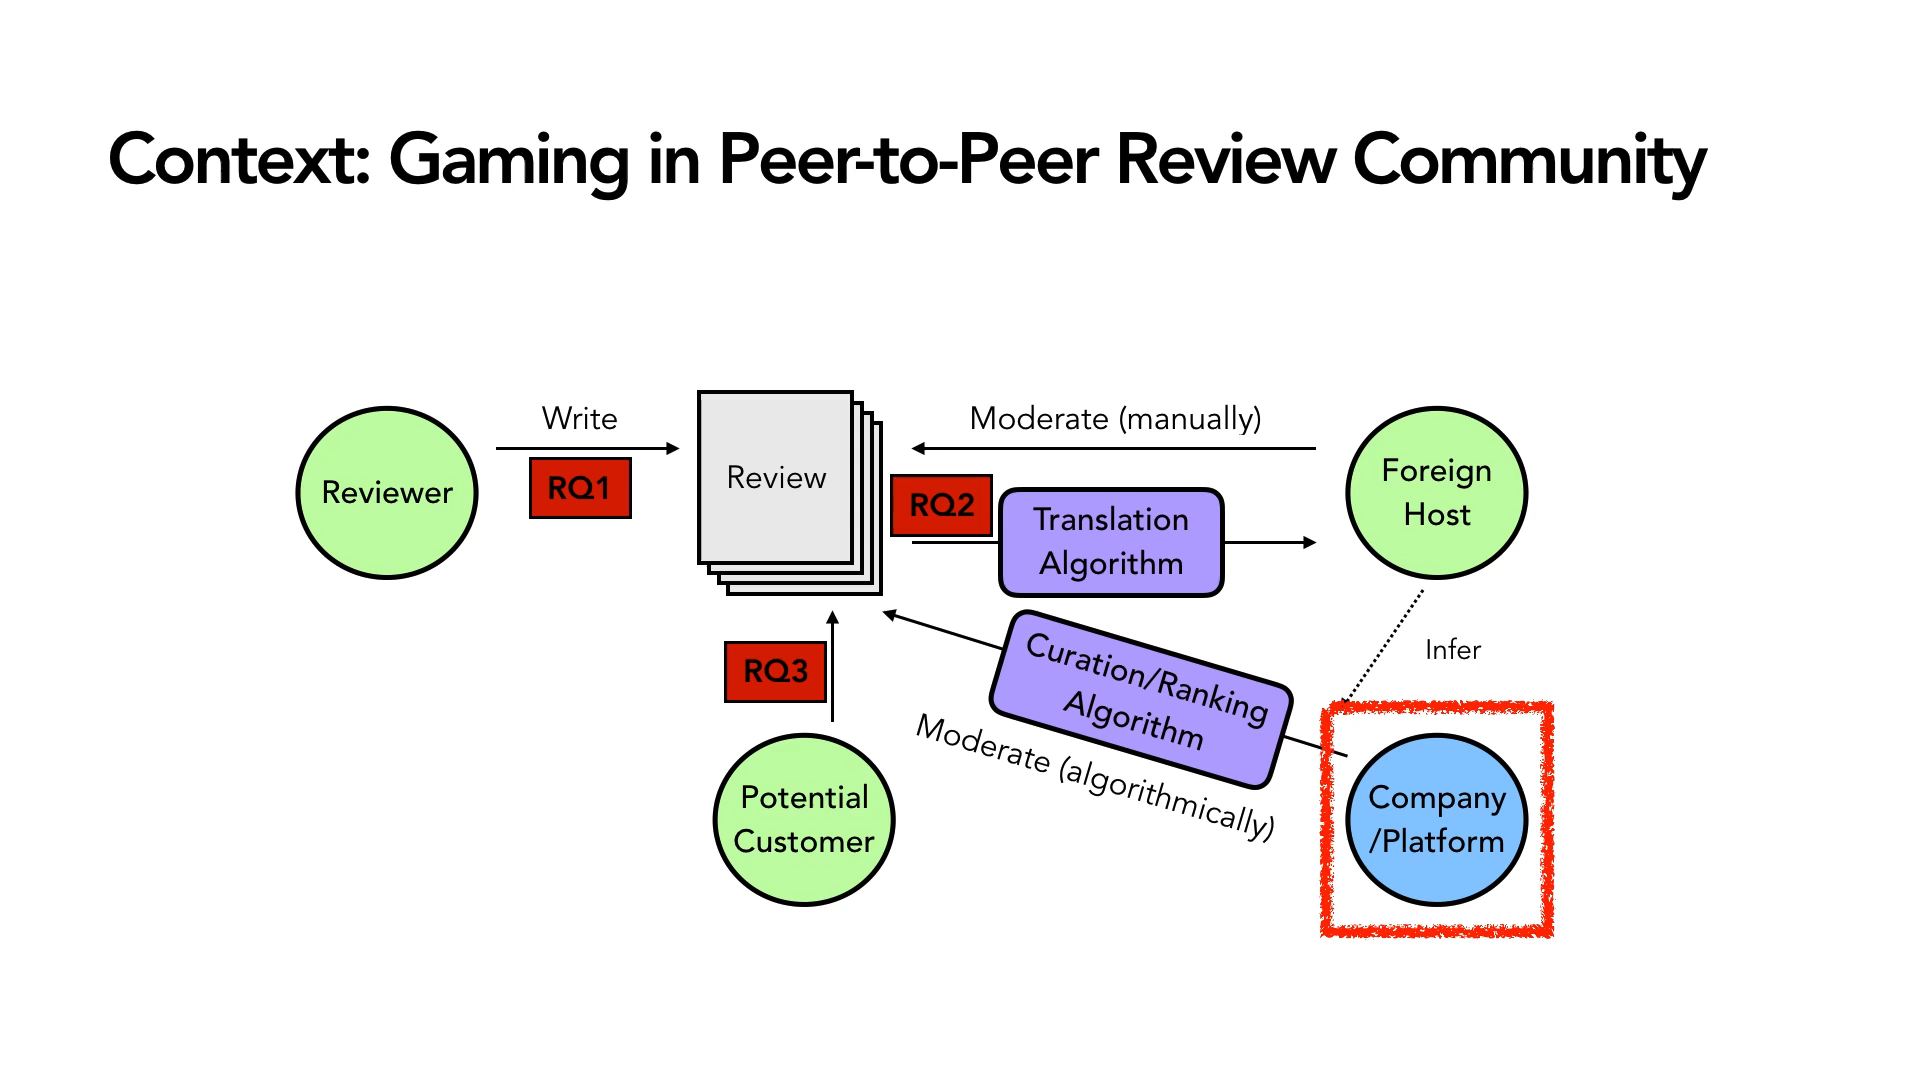 Context: Gaming in Peer-to-Peer Review Community
Write
Moderate (manually)
Reviewer
RQ1
Review
RQ2
Translation
Algorithm
Foreign
Host
Infer
RQ3
Curation/Ranking
Algorithm
Moderate (algorithmically)
Potential
Customer
Company
/Platform